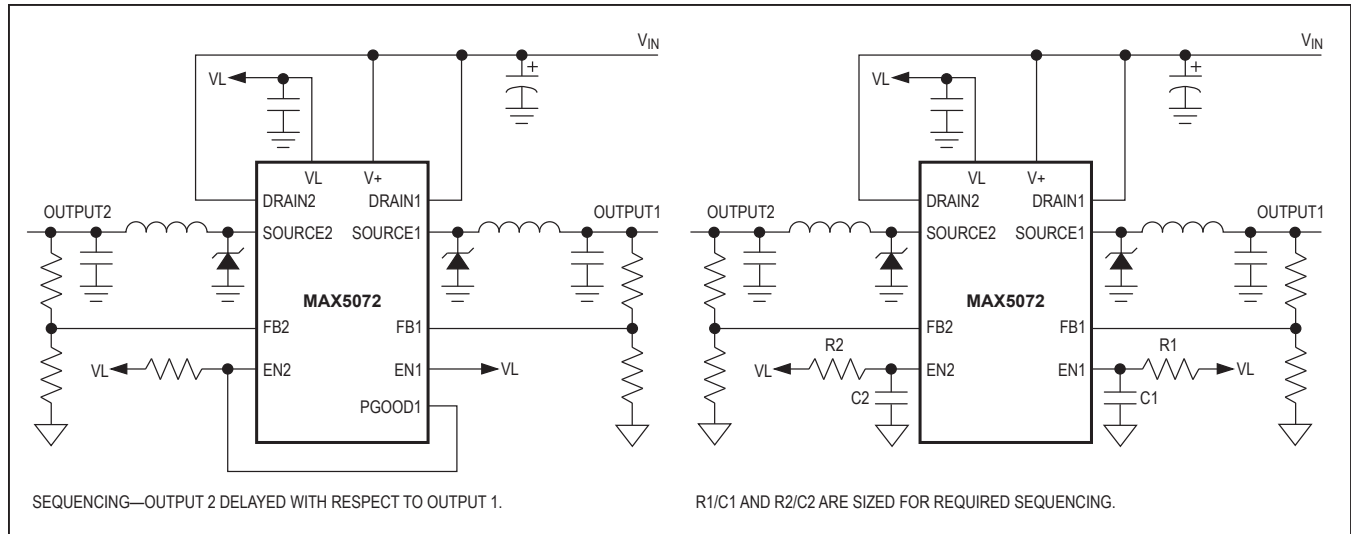 VIN
VL
VL
V+
DRAIN2
DRAIN1
OUTPUT2
OUTPUT1
SOURCE2
SOURCE1
MAX5072
FB2
FB1
VL
EN2
EN1
VL
PGOOD1
SEQUENCING—OUTPUT 2 DELAYED WITH RESPECT TO OUTPUT 1.
VIN
VL
VL
V+
DRAIN2
DRAIN1
OUTPUT2
OUTPUT1
SOURCE2
SOURCE1
MAX5072
FB2
FB1
R2
R1
VL
EN2
EN1
VL
C2
C1
R1/C1 AND R2/C2 ARE SIZED FOR REQUIRED SEQUENCING.